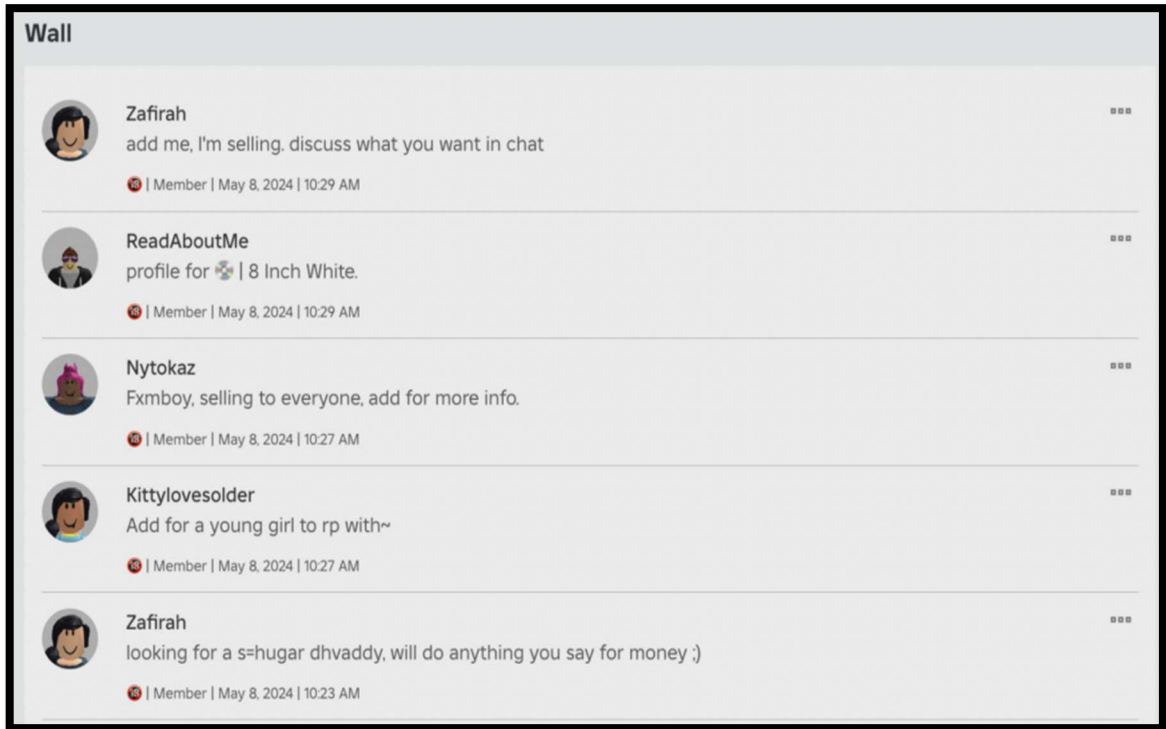 Wall
Zafirah
add me, I'm selling. discuss what you want in chat
🔞 | Member | May 8, 2024 | 10:29 AM
ReadAboutMe
profile for 💿 | 8 Inch White.
🔞 | Member | May 8, 2024 | 10:29 AM
Nytokaz
Fxmboy, selling to everyone, add for more info.
🔞 | Member | May 8, 2024 | 10:27 AM
Kittylovesolder
Add for a young girl to rp with~
🔞 | Member | May 8, 2024 | 10:27 AM
Zafirah
looking for a s=hugar dhvaddy, will do anything you say for money ;)
🔞 | Member | May 8, 2024 | 10:23 AM